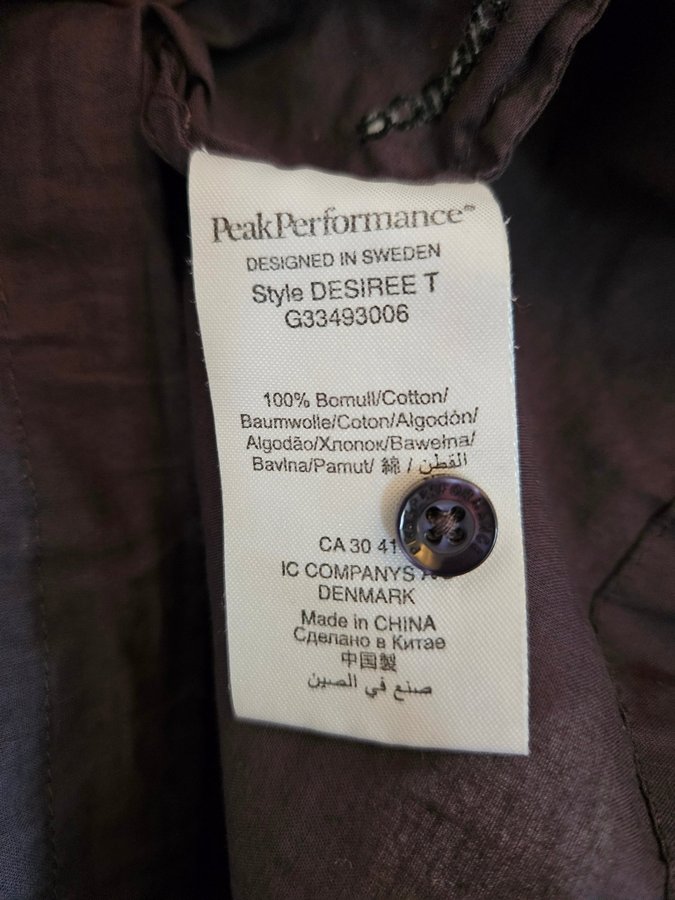 PeakPerformance™
DESIGNED IN SWEDEN
Style DESIREE T
G33493006
100% Bomull/Cotton/
Baumwolle/Coton/Algodón/
Algodão/Хлопок/Bawełna/
Bavlna/Pamut/ 綿 / القطن
CA 30 41
IC COMPANYS
DENMARK
Made in CHINA
Сделано в Китае
中国製
صنع في الصين